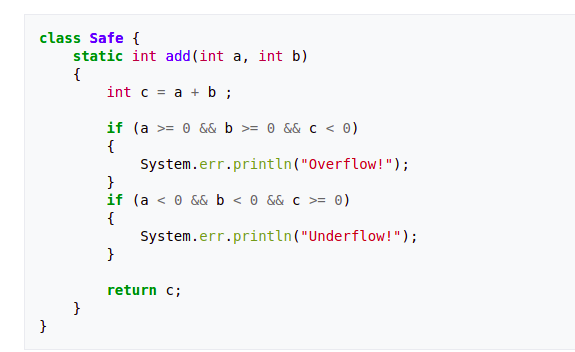 class Safe {
    static int add(int a, int b)
    {
        int c = a + b ;

        if (a >= 0 && b >= 0 && c < 0)
        {
            System.err.println("Overflow!");
        }
        if (a < 0 && b < 0 && c >= 0)
        {
            System.err.println("Underflow!");
        }

        return c;
    }
}